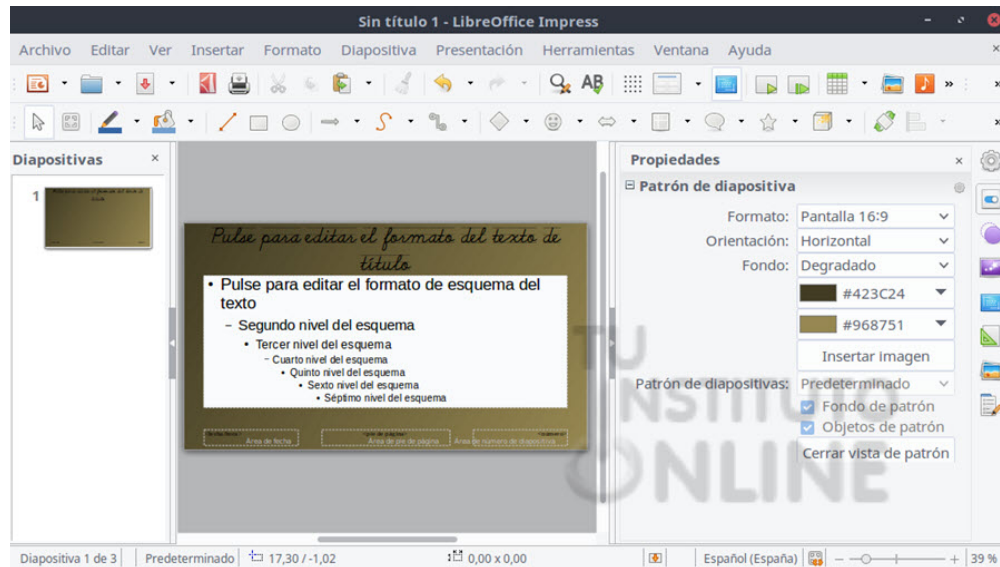 Sin título 1 - LibreOffice Impress
Archivo Editar Ver Insertar Formato Diapositiva Presentación Herramientas Ventana Ayuda
Diapositivas
1
Pulse para editar el formato del texto de
título
• Pulse para editar el formato de esquema del
texto
– Segundo nivel del esquema
• Tercer nivel del esquema
– Cuarto nivel del esquema
• Quinto nivel del esquema
• Sexto nivel del esquema
• Séptimo nivel del esquema
Área de fecha Área de pie de página Área de número de diapositiva
Propiedades
Patrón de diapositiva
Formato: Pantalla 16:9
Orientación: Horizontal
Fondo: Degradado
#423C24
#968751
Insertar imagen
Patrón de diapositivas: Predeterminado
Fondo de patrón
Objetos de patrón
Cerrar vista de patrón
TU
INSTITUTO
ONLINE
Diapositiva 1 de 3 Predeterminado 17,30 / -1,02 0,00 x 0,00 Español (España) 39 %